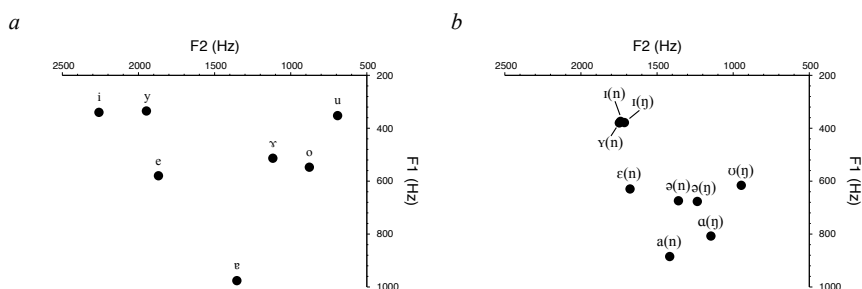 a
F2 (Hz)
2500 2000 1500 1000 500
200
400
600
800
1000
F1 (Hz)
i
y
u
ɤ
o
e
ɐ
b
F2 (Hz)
2500 2000 1500 1000 500
200
400
600
800
1000
F1 (Hz)
ɪ(n)
ɪ(ŋ)
ʏ(n)
ɛ(n)
ə(n)
ə(ŋ)
ʊ(ŋ)
ɑ(ŋ)
a(n)